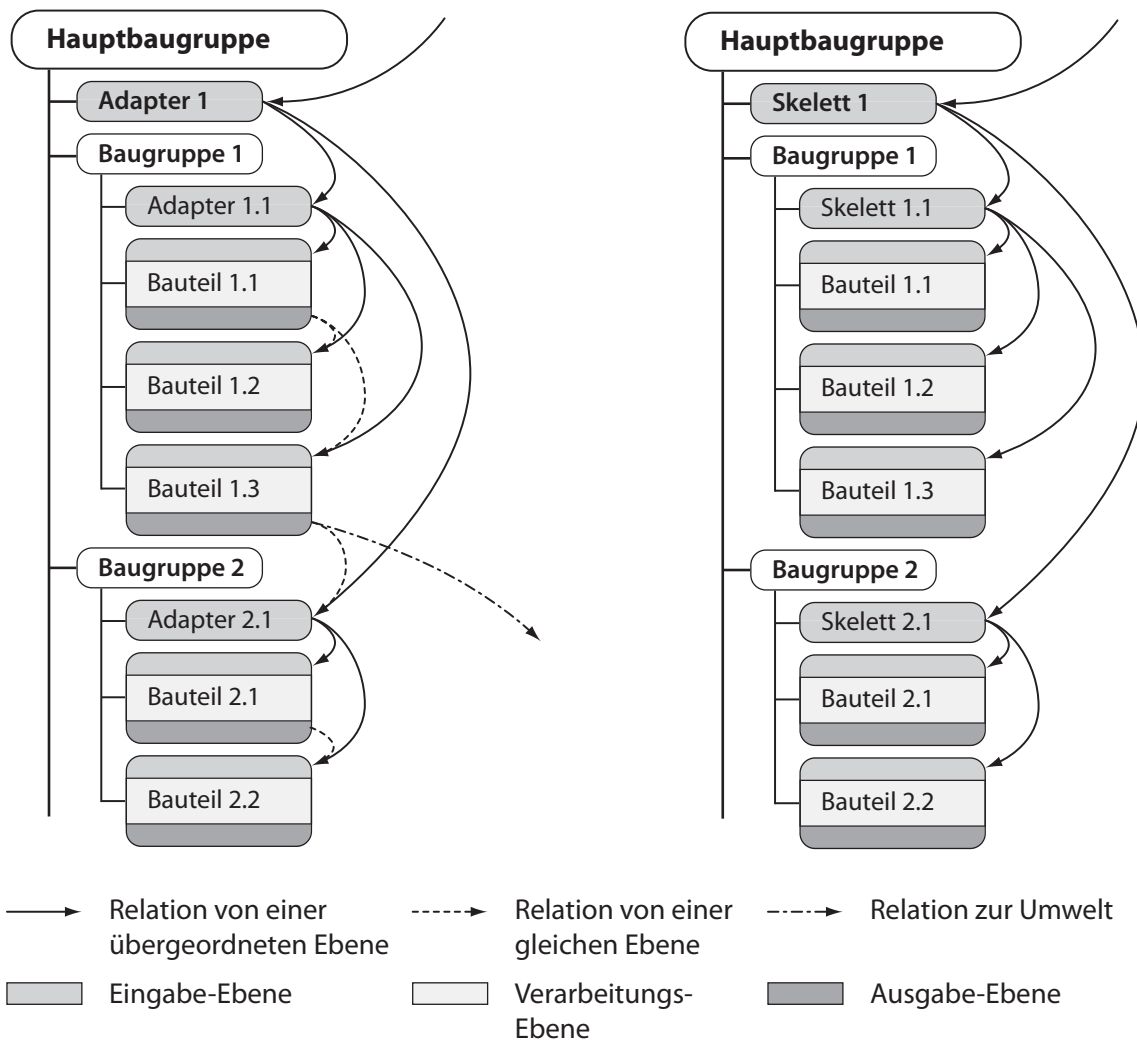 Hauptbaugruppe
Adapter 1
Baugruppe 1
Adapter 1.1
Bauteil 1.1
Bauteil 1.2
Bauteil 1.3
Baugruppe 2
Adapter 2.1
Bauteil 2.1
Bauteil 2.2
Hauptbaugruppe
Skelett 1
Baugruppe 1
Skelett 1.1
Bauteil 1.1
Bauteil 1.2
Bauteil 1.3
Baugruppe 2
Skelett 2.1
Bauteil 2.1
Bauteil 2.2
Relation von einer
übergeordneten Ebene
Relation von einer
gleichen Ebene
Relation zur Umwelt
Eingabe-Ebene
Verarbeitungs-
Ebene
Ausgabe-Ebene